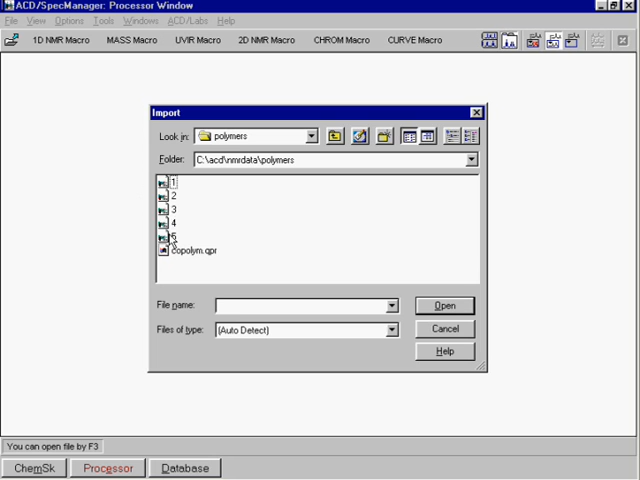 ACD/SpecManager: Processor Window
File View Options Tools Windows ACD/Labs Help
1D NMR Macro MASS Macro UVIR Macro 2D NMR Macro CHROM Macro CURVE Macro
Import
Look in: polymers
Folder: C:\acd\nmrdata\polymers
1
2
3
4
5
copolym.qpr
File name: Open
Files of type: (Auto Detect) Cancel
Help
You can open file by F3
ChemSk Processor Database